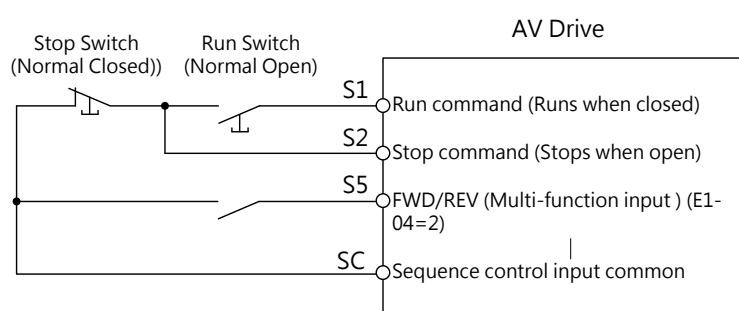 AV Drive
Stop Switch
(Normal Closed))
Run Switch
(Normal Open)
S1
Run command (Runs when closed)
S2
Stop command (Stops when open)
S5
FWD/REV (Multi-function input ) (E1-
04=2)
SC
Sequence control input common